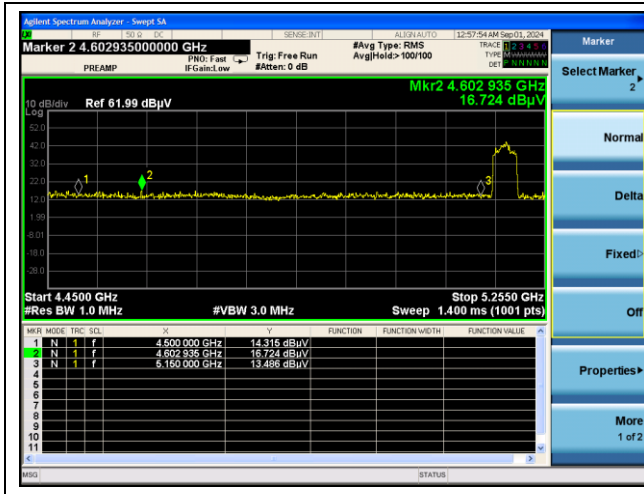 Agilent Spectrum Analyzer - Swept SA
RF 50 Ω DC SENSE:INT ALIGN AUTO 12:57:54 AM Sep 01, 2024
Marker 2 4.602935000000 GHz
PREAMP
PNO: Fast
IFGain:Low
Trig: Free Run
#Atten: 0 dB
#Avg Type: RMS
Avg|Hold:>100/100
TRACE 1 2 3 4 5 6
TYPE
DET P N N N N N
Mkr2 4.602 935 GHz
16.724 dBµV
10 dB/div Ref 61.99 dBµV
Log
52.0
42.0
32.0
22.0
12.0
1.99
-8.01
-18.0
-28.0
1
2
3
Start 4.4500 GHz Stop 5.2550 GHz
#Res BW 1.0 MHz #VBW 3.0 MHz Sweep 1.400 ms (1001 pts)
MKR MODE TRC SCL X Y FUNCTION FUNCTION WIDTH FUNCTION VALUE
1 N 1 f 4.500 000 GHz 14.315 dBµV
2 N 1 f 4.602 935 GHz 16.724 dBµV
3 N 1 f 5.150 000 GHz 13.486 dBµV
4
5
6
7
8
9
10
11
MSG STATUS
Marker
Select Marker
2
Normal
Delta
Fixed
Off
Properties
More
1 of 2